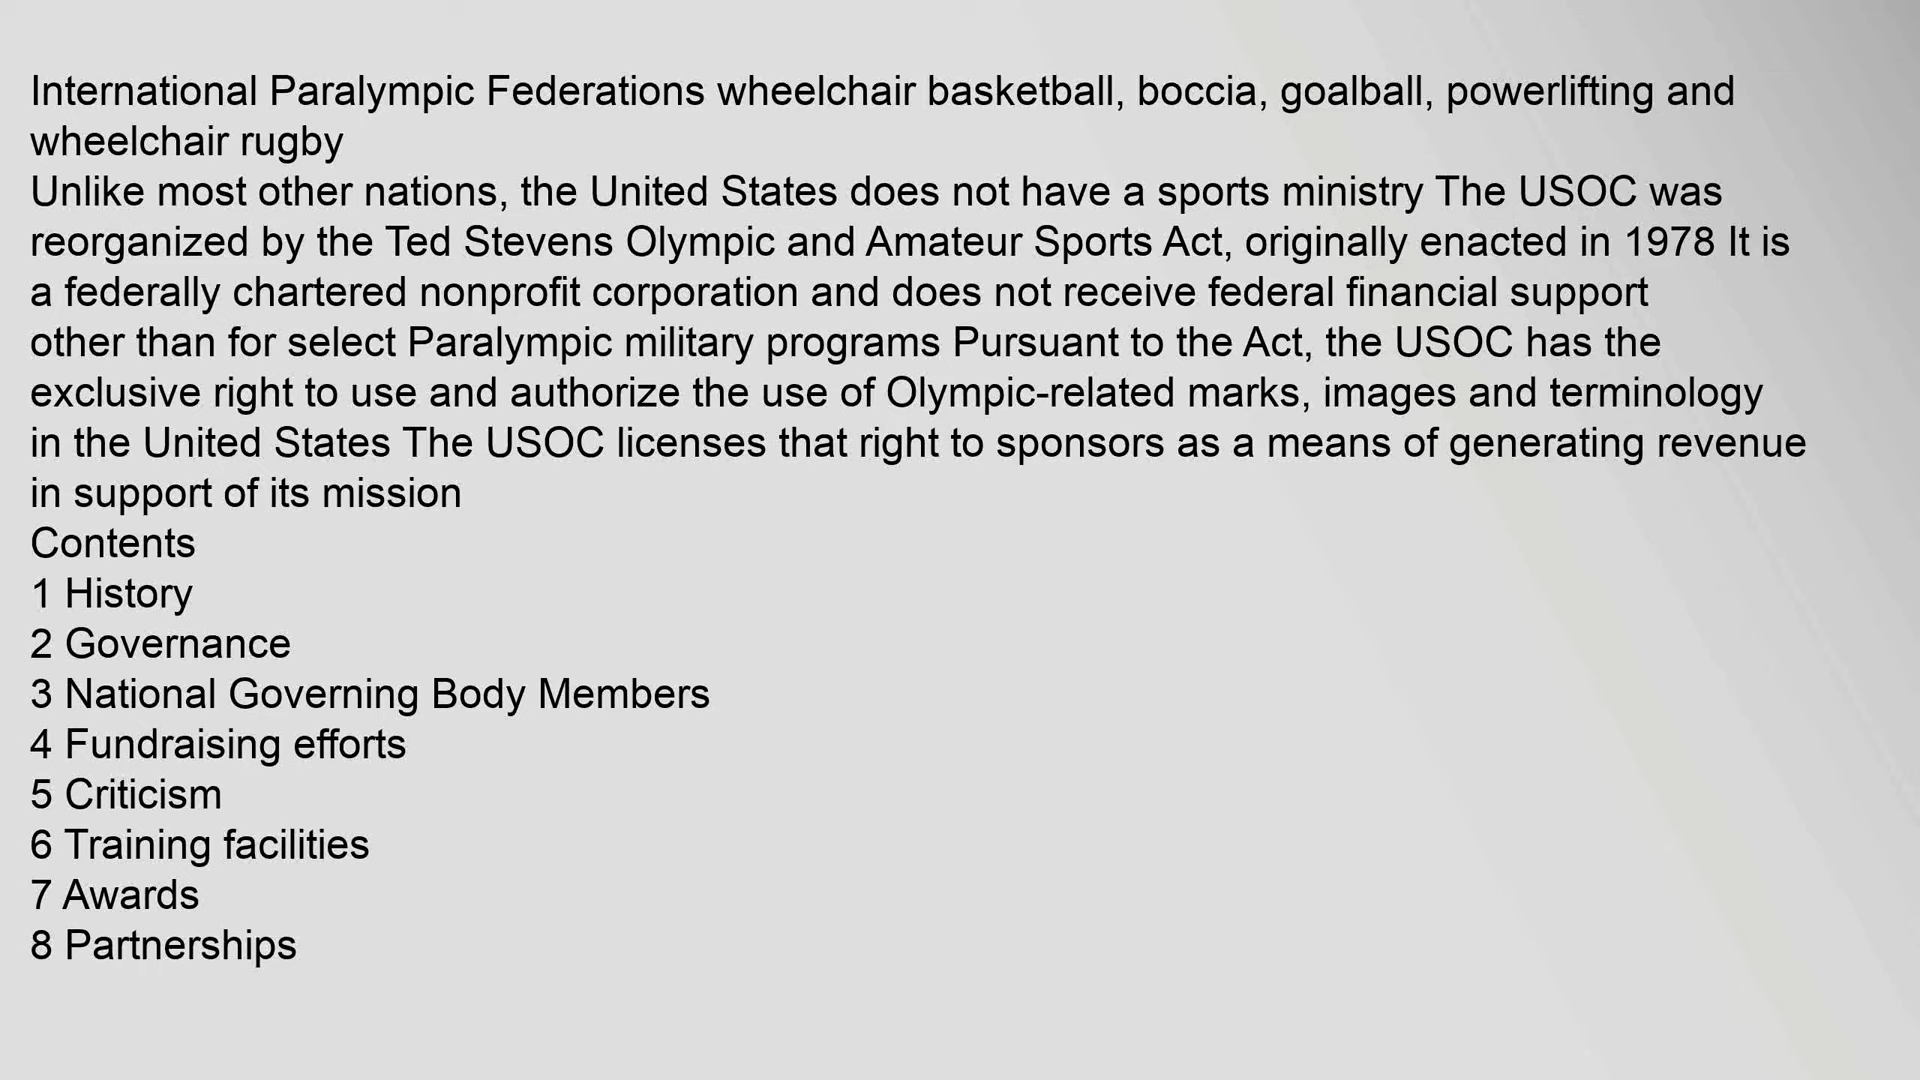 International Paralympic Federations wheelchair basketball, boccia, goalball, powerlifting and
wheelchair rugby
Unlike most other nations, the United States does not have a sports ministry The USOC was
reorganized by the Ted Stevens Olympic and Amateur Sports Act, originally enacted in 1978 It is
a federally chartered nonprofit corporation and does not receive federal financial support
other than for select Paralympic military programs Pursuant to the Act, the USOC has the
exclusive right to use and authorize the use of Olympic-related marks, images and terminology
in the United States The USOC licenses that right to sponsors as a means of generating revenue
in support of its mission
Contents
1 History
2 Governance
3 National Governing Body Members
4 Fundraising efforts
5 Criticism
6 Training facilities
7 Awards
8 Partnerships